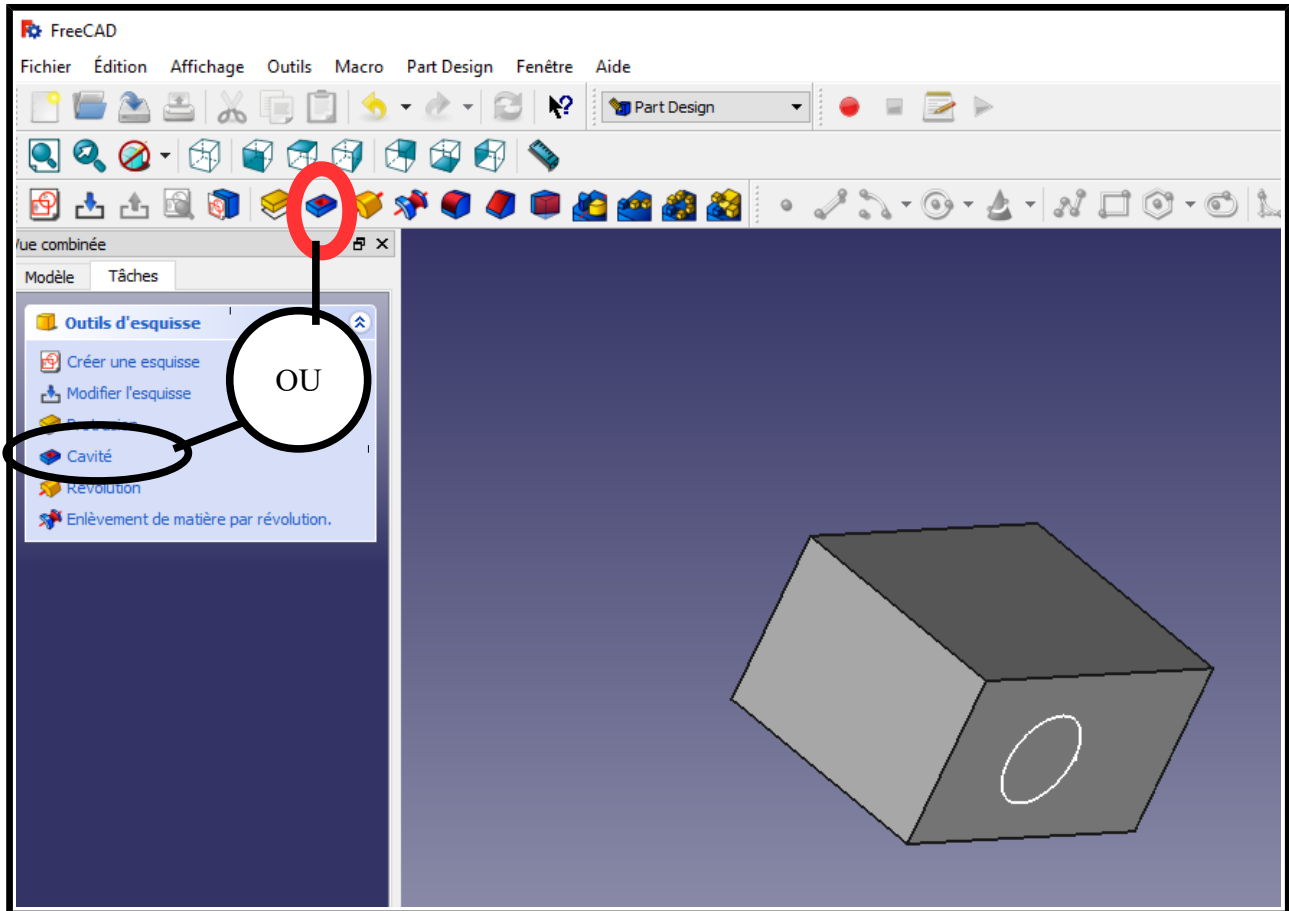 FreeCAD
Fichier Édition Affichage Outils Macro Part Design Fenêtre Aide
Part Design
Vue combinée
Modèle Tâches
Outils d'esquisse
Créer une esquisse
Modifier l'esquisse
OU
Protrusion
Cavité
Révolution
Enlèvement de matière par révolution.